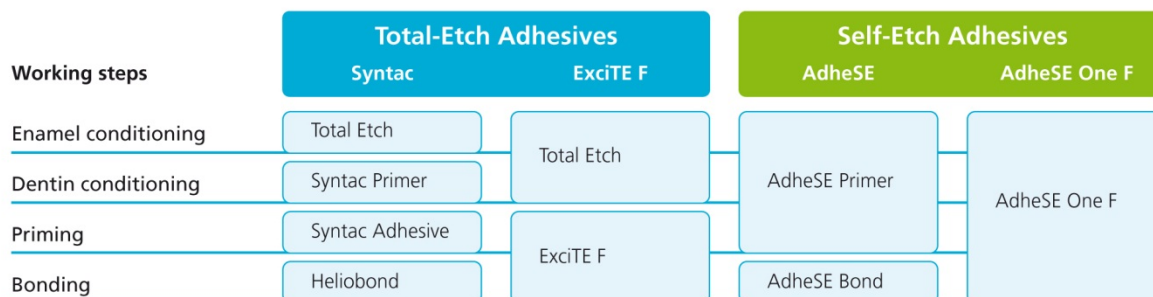 Total-Etch Adhesives Self-Etch Adhesives
Working steps Syntac ExciTE F AdheSE AdheSE One F
Enamel conditioning Total Etch
Total Etch
Dentin conditioning Syntac Primer AdheSE Primer
AdheSE One F
Priming Syntac Adhesive
ExciTE F
Bonding Heliobond AdheSE Bond